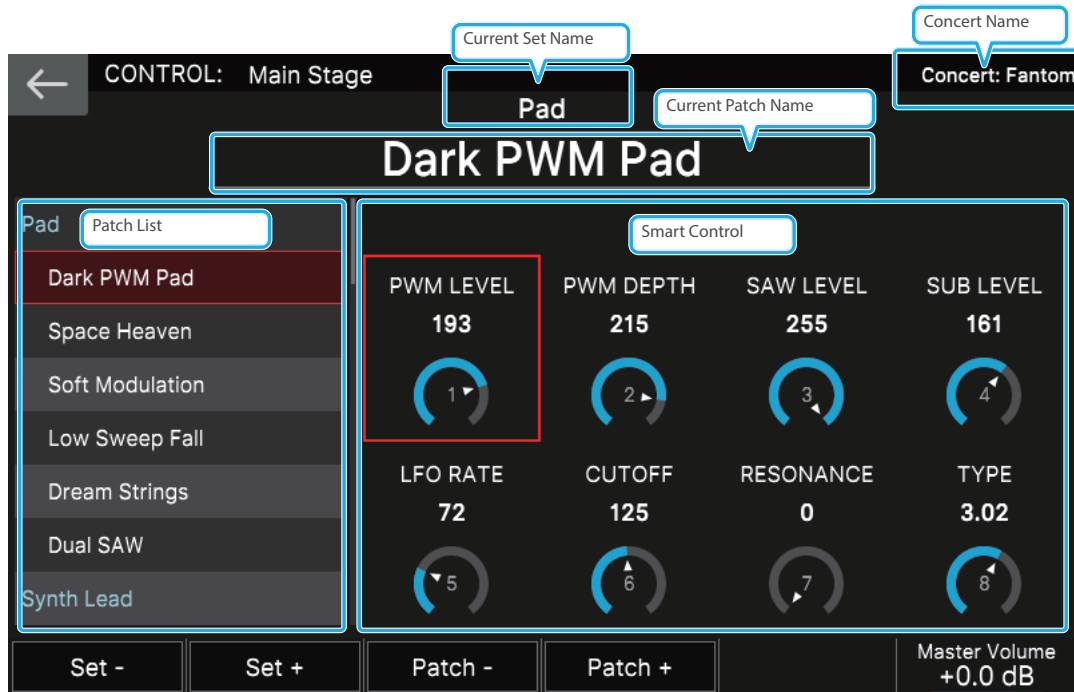 Concert Name
Current Set Name
CONTROL: Main Stage
Concert: Fantom
Pad
Current Patch Name
Dark PWM Pad
Pad
Patch List
Smart Control
Dark PWM Pad
Space Heaven
Soft Modulation
Low Sweep Fall
Dream Strings
Dual SAW
Synth Lead
PWM LEVEL PWM DEPTH SAW LEVEL SUB LEVEL
193 215 255 161
1 2 3 4
LFO RATE CUTOFF RESONANCE TYPE
72 125 0 3.02
5 6 7 8
Set - Set + Patch - Patch + Master Volume
+0.0 dB